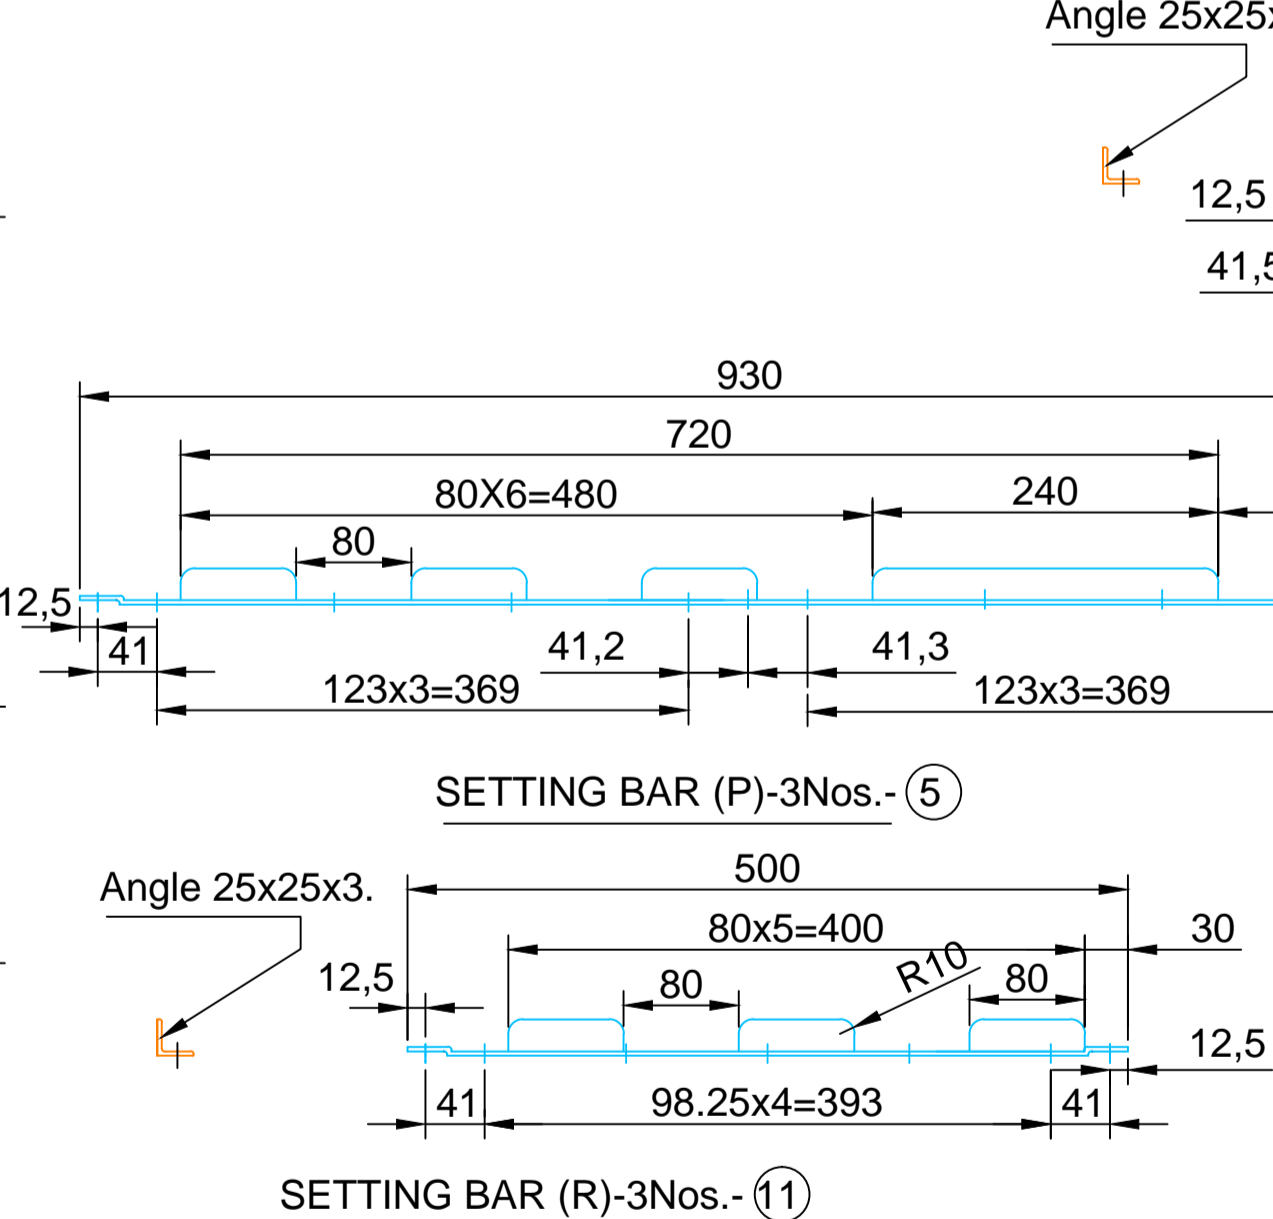 Angle 25x25x
12,5
41,5
930
720
80X6=480
240
80
12,5
41
41,2
41,3
123x3=369
123x3=369
SETTING BAR (P)-3Nos.- 5
Angle 25x25x3.
500
80x5=400
30
12,5
80
R10
80
12,5
41
98.25x4=393
41
SETTING BAR (R)-3Nos.- 11